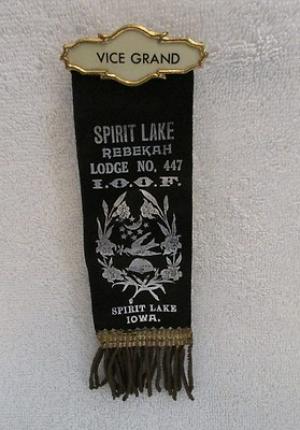 VICE GRAND
SPIRIT LAKE
REBEKAH
LODGE NO, 447
I.O.O.F.
SPIRIT LAKE
IOWA.